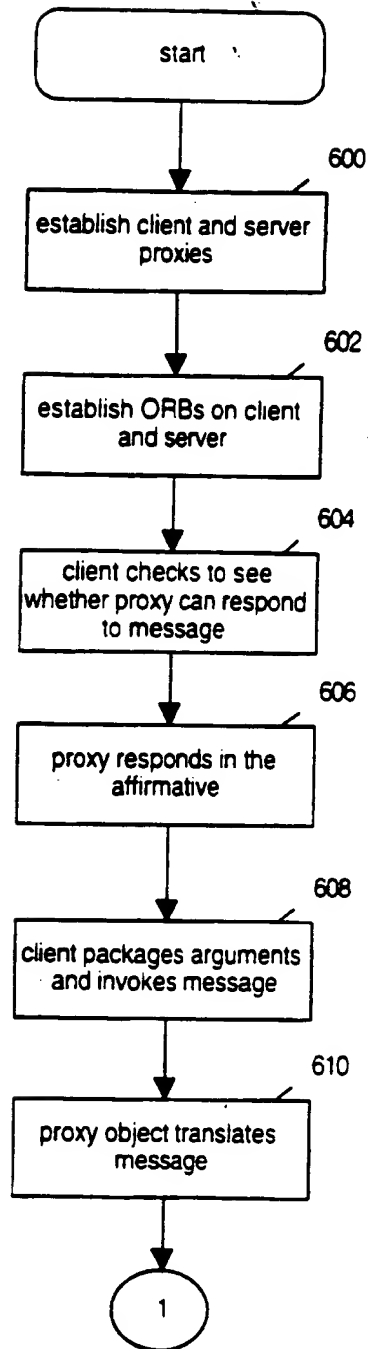 start
600
establish client and server
proxies
602
establish ORBs on client
and server
604
client checks to see
whether proxy can respond
to message
606
proxy responds in the
affirmative
608
client packages arguments
and invokes message
610
proxy object translates
message
1